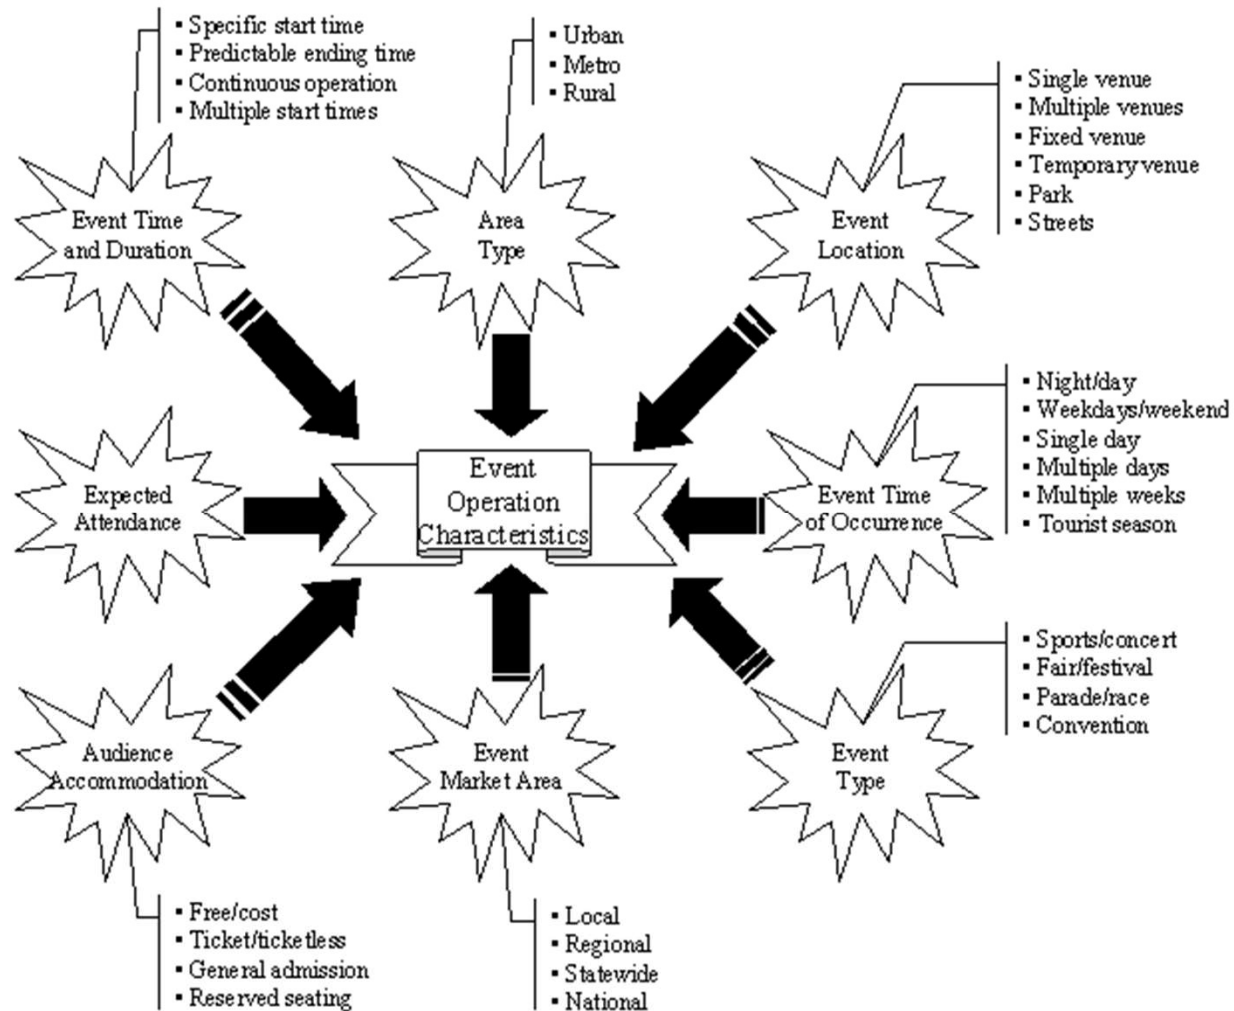 ▪ Specific start time
▪ Predictable ending time
▪ Continuous operation
▪ Multiple start times
Event Time
and Duration
▪ Urban
▪ Metro
▪ Rural
Area
Type
▪ Single venue
▪ Multiple venues
▪ Fixed venue
▪ Temporary venue
▪ Park
▪ Streets
Event
Location
Expected
Attendance
Event
Operation
Characteristics
▪ Night/day
▪ Weekdays/weekend
▪ Single day
▪ Multiple days
▪ Multiple weeks
▪ Tourist season
Event Time
of Occurrence
Audience
Accommodation
▪ Free/cost
▪ Ticket/ticketless
▪ General admission
▪ Reserved seating
Event
Market Area
▪ Local
▪ Regional
▪ Statewide
▪ National
▪ Sports/concert
▪ Fair/festival
▪ Parade/race
▪ Convention
Event
Type